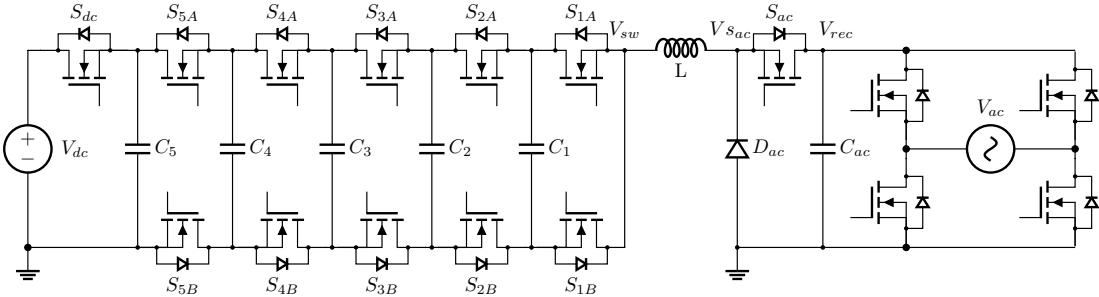 S_dc S_5A S_4A S_3A S_2A S_1A V_sw Vs_ac S_ac V_rec
L
V_ac
+
− V_dc C_5 C_4 C_3 C_2 C_1 D_ac C_ac
S_5B S_4B S_3B S_2B S_1B